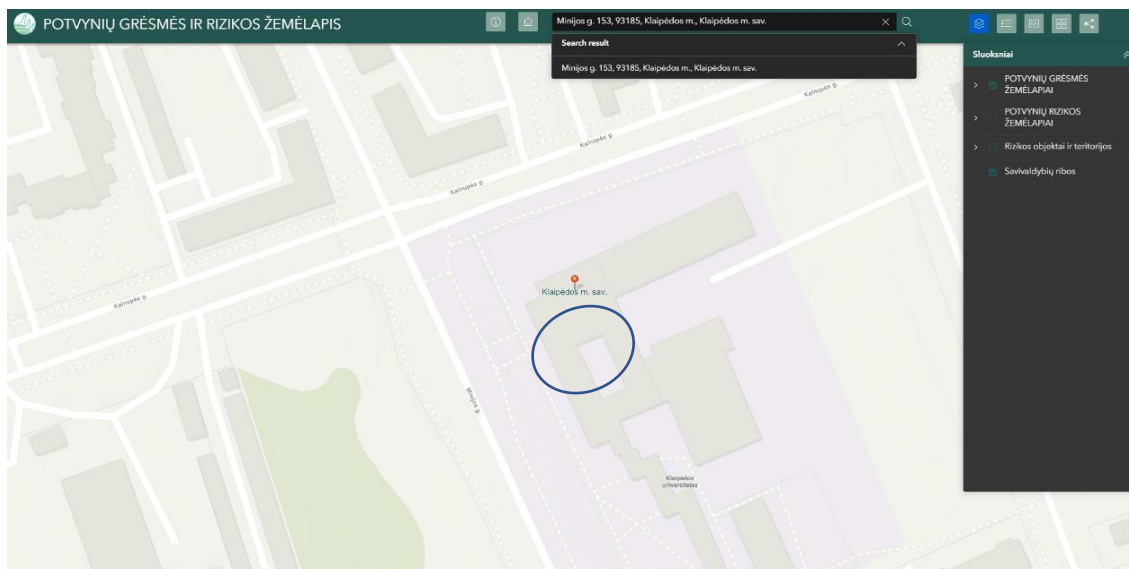 POTVYNIŲ GRĖSMĖS IR RIZIKOS ŽEMĖLAPIS
Minijos g. 153, 93185, Klaipėdos m., Klaipėdos m. sav.
Search result
Minijos g. 153, 93185, Klaipėdos m., Klaipėdos m. sav.
Sluoksniai
POTVYNIŲ GRĖSMĖS
ŽEMĖLAPIAI
POTVYNIŲ RIZIKOS
ŽEMĖLAPIAI
Rizikos objektai ir teritorijos
Savivaldybių ribos
Kalnupės g.
Kalnupės g.
Kalnupės g.
Kalnupės g.
Klaipėdos m. sav.
Minijos g.
Klaipėdos
universitetas